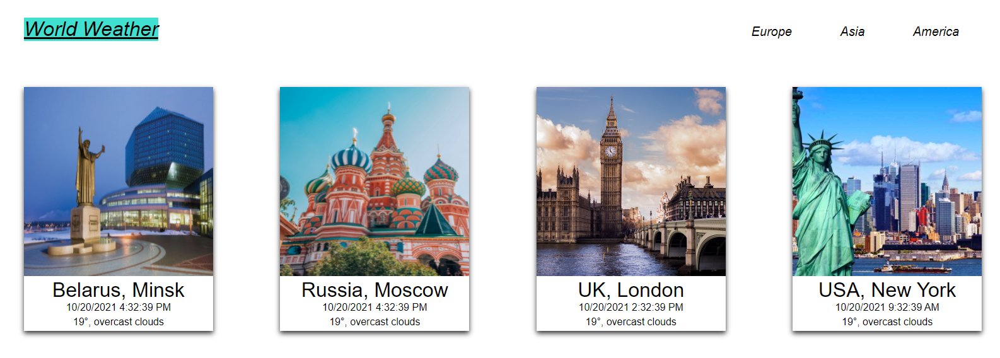 World Weather
Europe
Asia
America
Belarus, Minsk
10/20/2021 4:32:39 PM
19°, overcast clouds
Russia, Moscow
10/20/2021 4:32:39 PM
19°, overcast clouds
UK, London
10/20/2021 2:32:39 PM
19°, overcast clouds
USA, New York
10/20/2021 9:32:39 AM
19°, overcast clouds